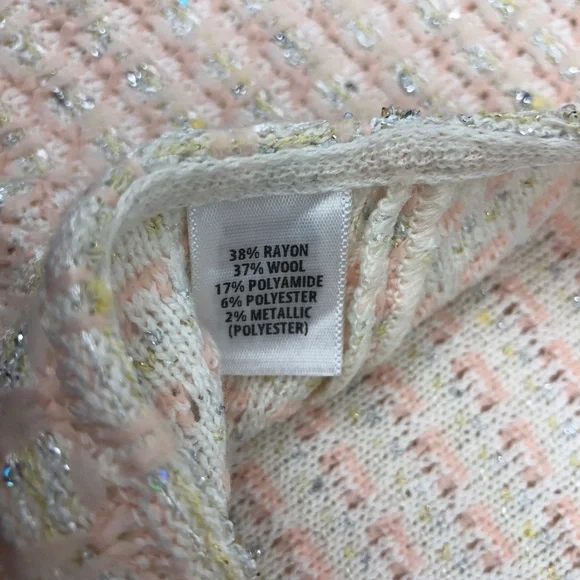 38% RAYON
37% WOOL
17% POLYAMIDE
6% POLYESTER
2% METALLIC
(POLYESTER)